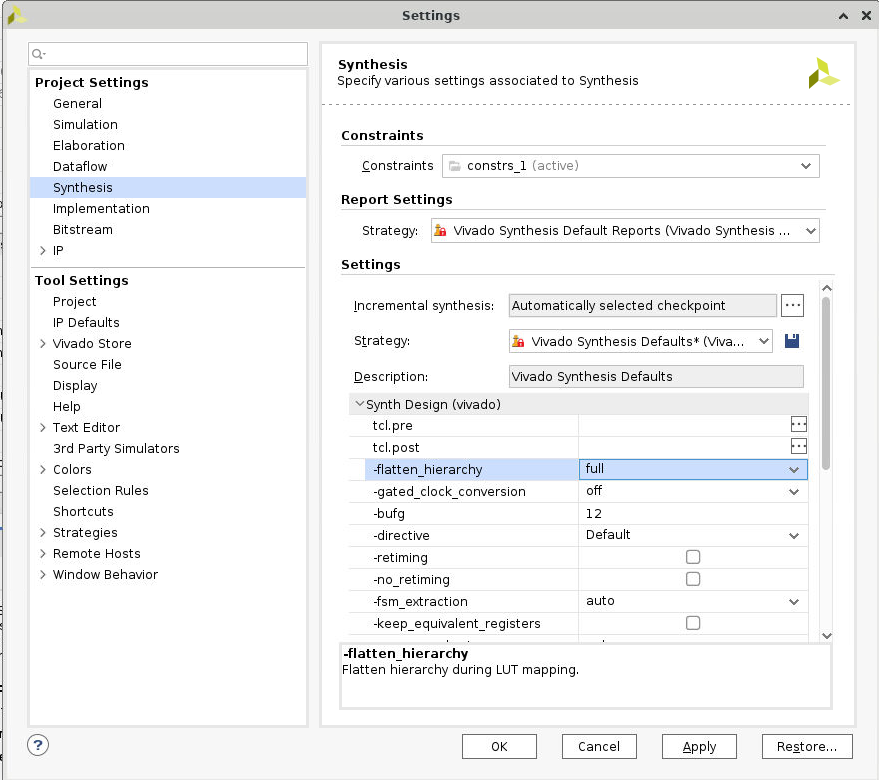 Settings
Project Settings
General
Simulation
Elaboration
Dataflow
Synthesis
Implementation
Bitstream
IP
Tool Settings
Project
IP Defaults
Vivado Store
Source File
Display
Help
Text Editor
3rd Party Simulators
Colors
Selection Rules
Shortcuts
Strategies
Remote Hosts
Window Behavior
Synthesis
Specify various settings associated to Synthesis
Constraints
Constraints constrs_1 (active)
Report Settings
Strategy: Vivado Synthesis Default Reports (Vivado Synthesis ...
Settings
Incremental synthesis: Automatically selected checkpoint ...
Strategy: Vivado Synthesis Defaults* (Viva...
Description: Vivado Synthesis Defaults
Synth Design (vivado)
tcl.pre ...
tcl.post ...
-flatten_hierarchy full
-gated_clock_conversion off
-bufg 12
-directive Default
-retiming
-no_retiming
-fsm_extraction auto
-keep_equivalent_registers
-flatten_hierarchy
Flatten hierarchy during LUT mapping.
? OK Cancel Apply Restore...